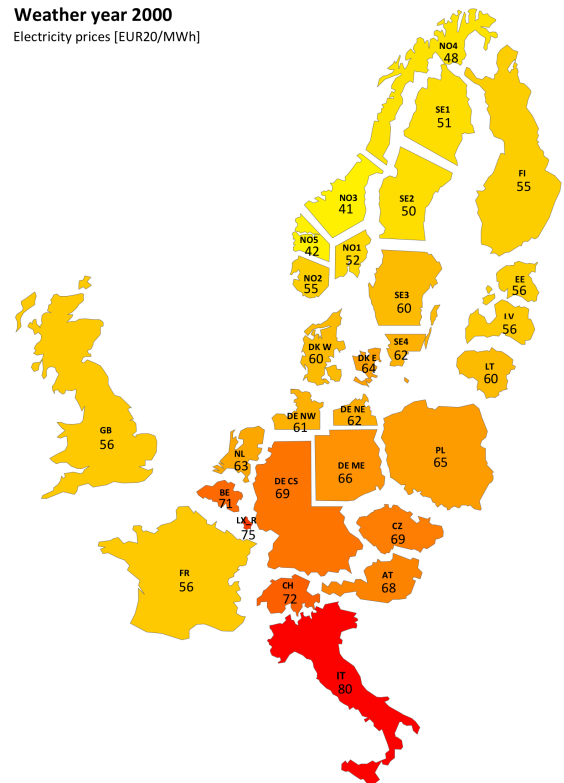 Weather year 2000
Electricity prices [EUR20/MWh]
NO4
48
SE1
51
FI
55
NO3
41
SE2
50
NO5
42
NO1
52
NO2
55
EE
56
SE3
60
LV
56
DK W
60
SE4
62
DK E
64
LT
60
DE NW
61
DE NE
62
GB
56
NL
63
PL
65
DE ME
66
DE CS
69
BE
71
LX_R
75
CZ
69
FR
56
AT
68
CH
72
IT
80